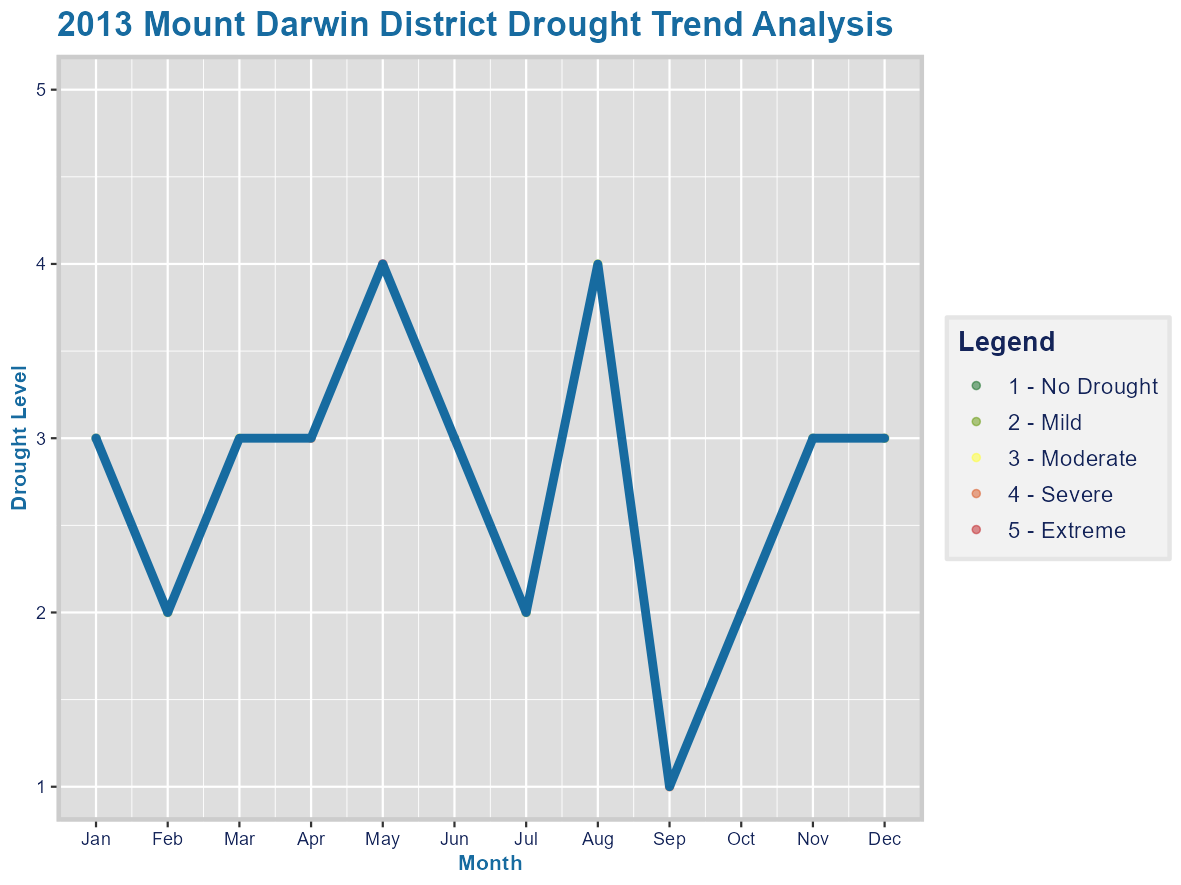 2013 Mount Darwin District Drought Trend Analysis
Drought Level
5
4
3
2
1
Jan Feb Mar Apr May Jun Jul Aug Sep Oct Nov Dec
Month
Legend
1 - No Drought
2 - Mild
3 - Moderate
4 - Severe
5 - Extreme